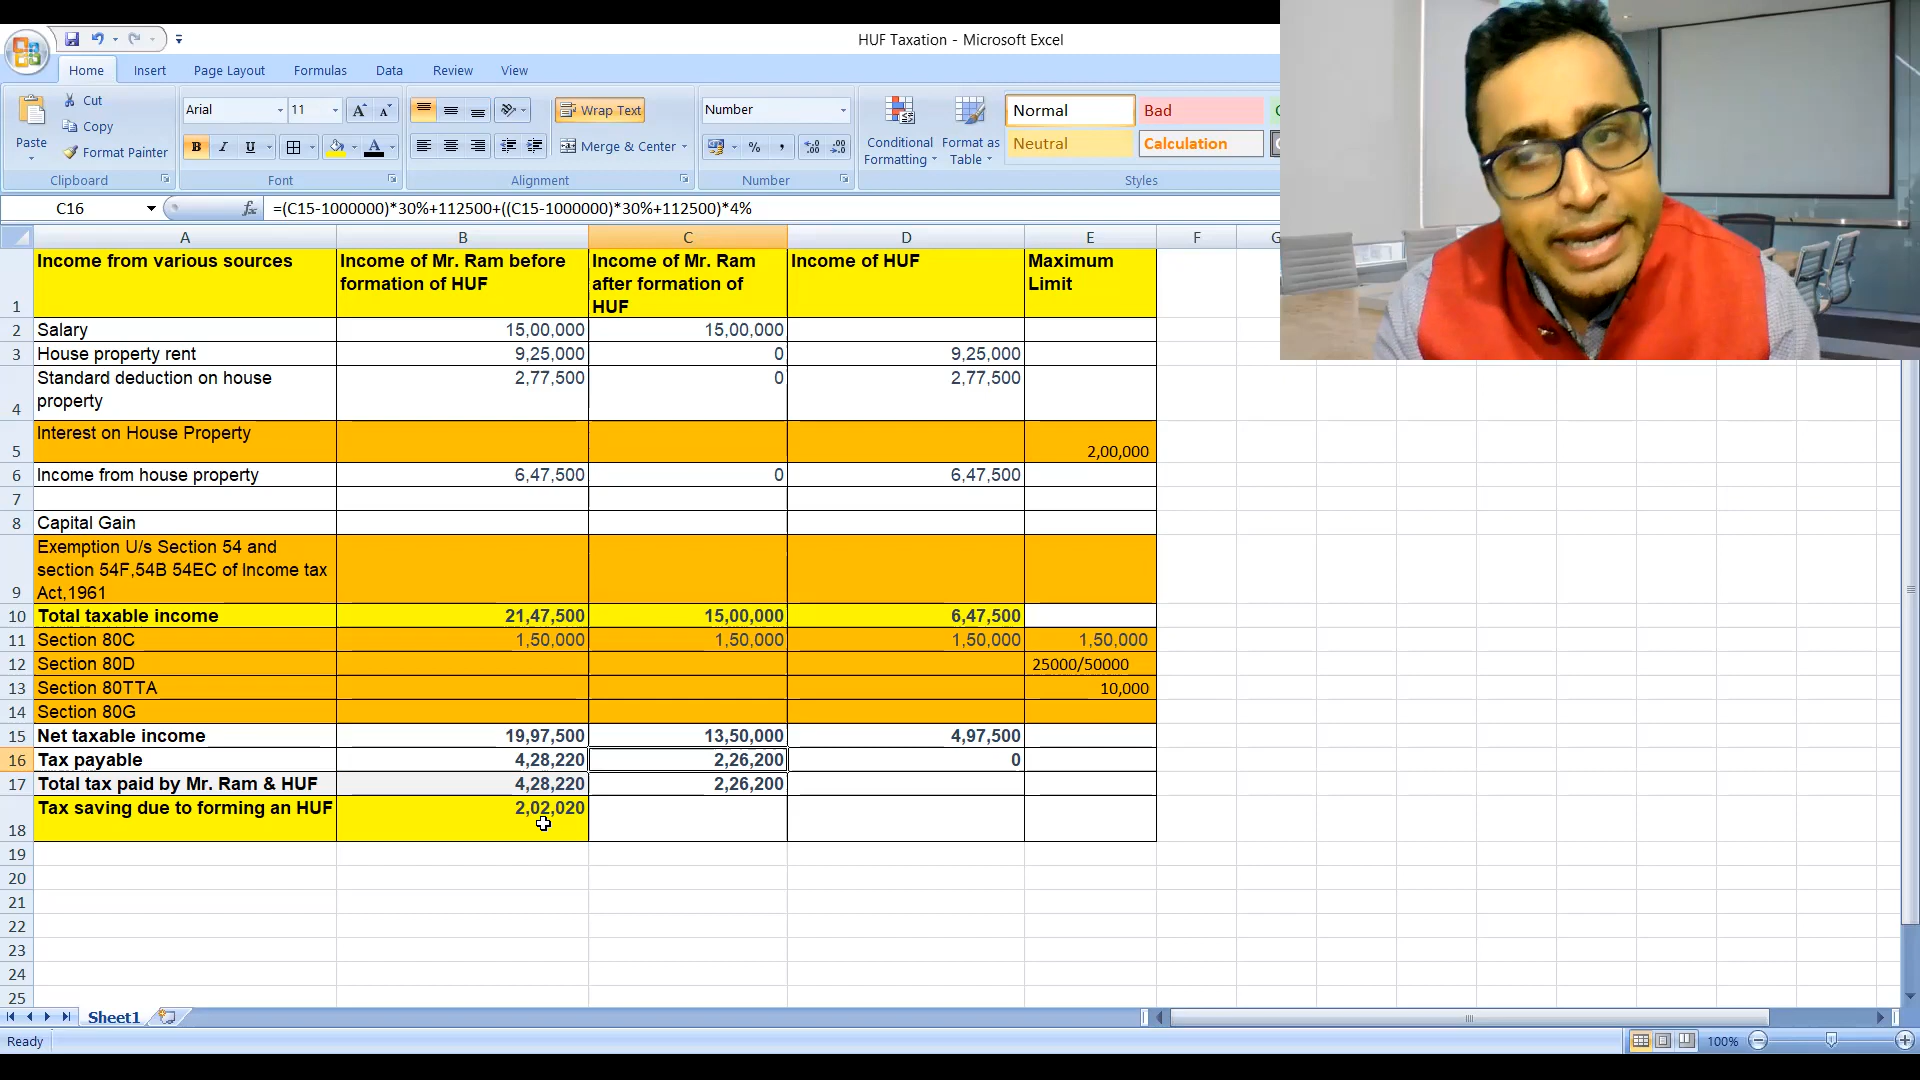 HUF Taxation - Microsoft Excel
Home Insert Page Layout Formulas Data Review View
Cut
Copy
Format Painter
Paste
Clipboard
Arial 11
B I U
Font
Wrap Text
Merge & Center
Alignment
Number
% ,
Number
Conditional Formatting
Format as Table
Normal Bad
Neutral Calculation
Styles
C16 fx =(C15-1000000)*30%+112500+((C15-1000000)*30%+112500)*4%
A B C D E F G
Income from various sources
Income of Mr. Ram before
formation of HUF
Income of Mr. Ram
after formation of
HUF
Income of HUF
Maximum
Limit
1
2 Salary 15,00,000 15,00,000
3 House property rent 9,25,000 0 9,25,000
Standard deduction on house 2,77,500 0 2,77,500
4 property
Interest on House Property
5 2,00,000
6 Income from house property 6,47,500 0 6,47,500
7
8 Capital Gain
Exemption U/s Section 54 and
section 54F,54B 54EC of Income tax
9 Act,1961
10 Total taxable income 21,47,500 15,00,000 6,47,500
11 Section 80C 1,50,000 1,50,000 1,50,000 1,50,000
12 Section 80D 25000/50000
13 Section 80TTA 10,000
14 Section 80G
15 Net taxable income 19,97,500 13,50,000 4,97,500
16 Tax payable 4,28,220 2,26,200 0
17 Total tax paid by Mr. Ram & HUF 4,28,220 2,26,200
Tax saving due to forming an HUF 2,02,020
18
19
20
21
22
23
24
25
Sheet1
Ready 100%